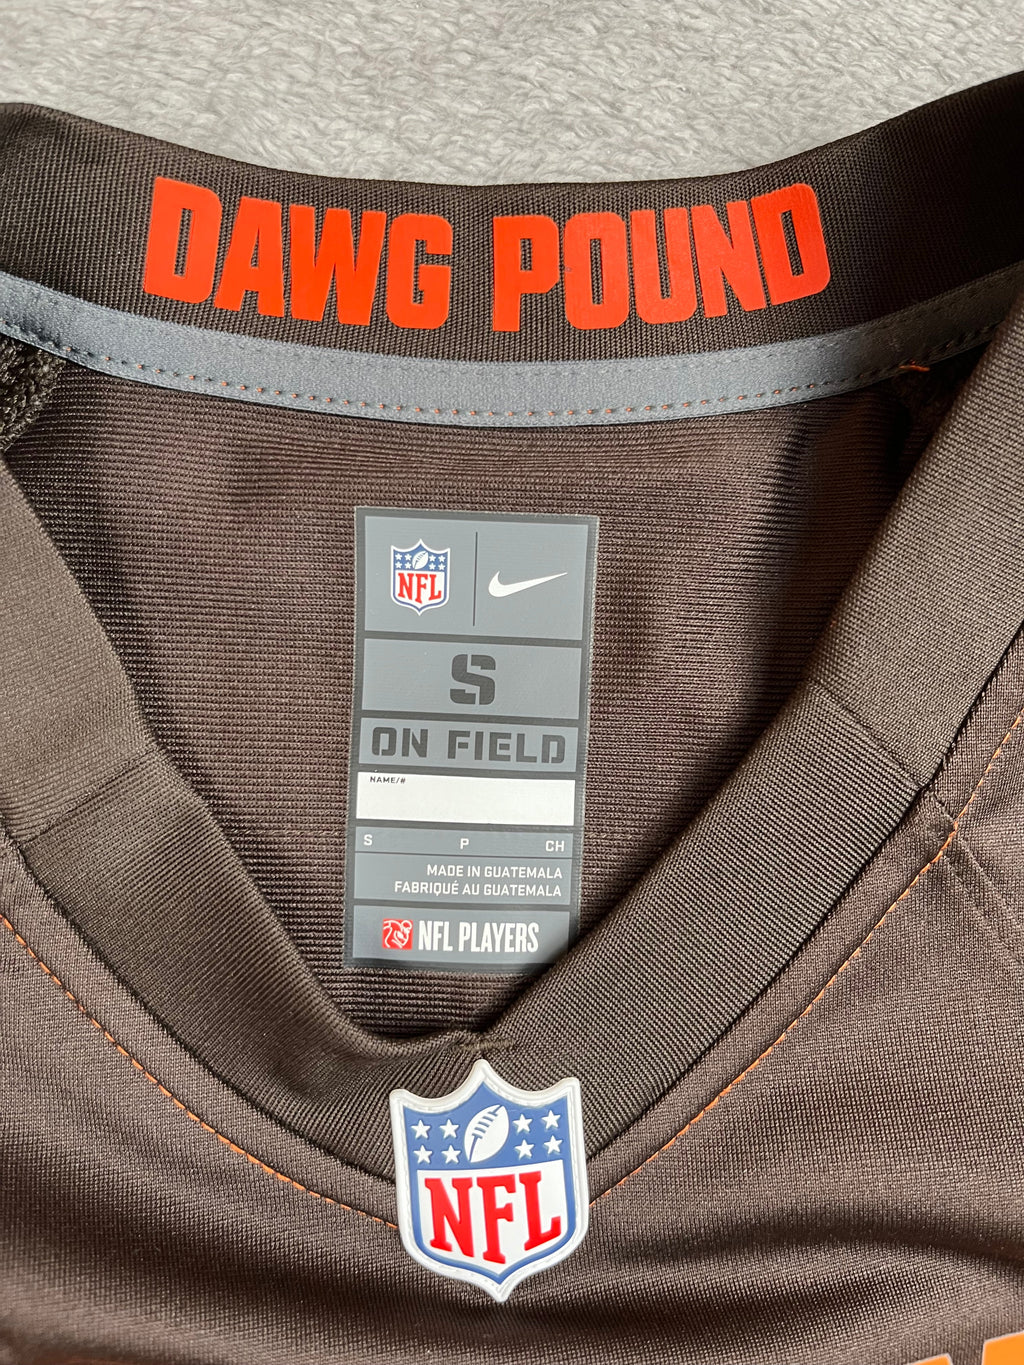 DAWG POUND
NFL
S
ON FIELD
NAME/#
S P CH
MADE IN GUATEMALA
FABRIQUÉ AU GUATEMALA
NFL PLAYERS
NFL